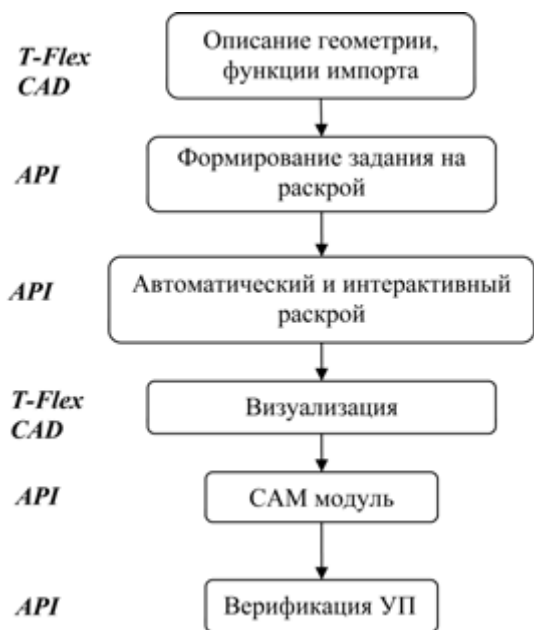 Описание геометрии,
функции импорта
T-Flex
CAD
Формирование задания на
раскрой
API
Автоматический и интерактивный
раскрой
API
Визуализация
T-Flex
CAD
САМ модуль
API
Верификация УП
API